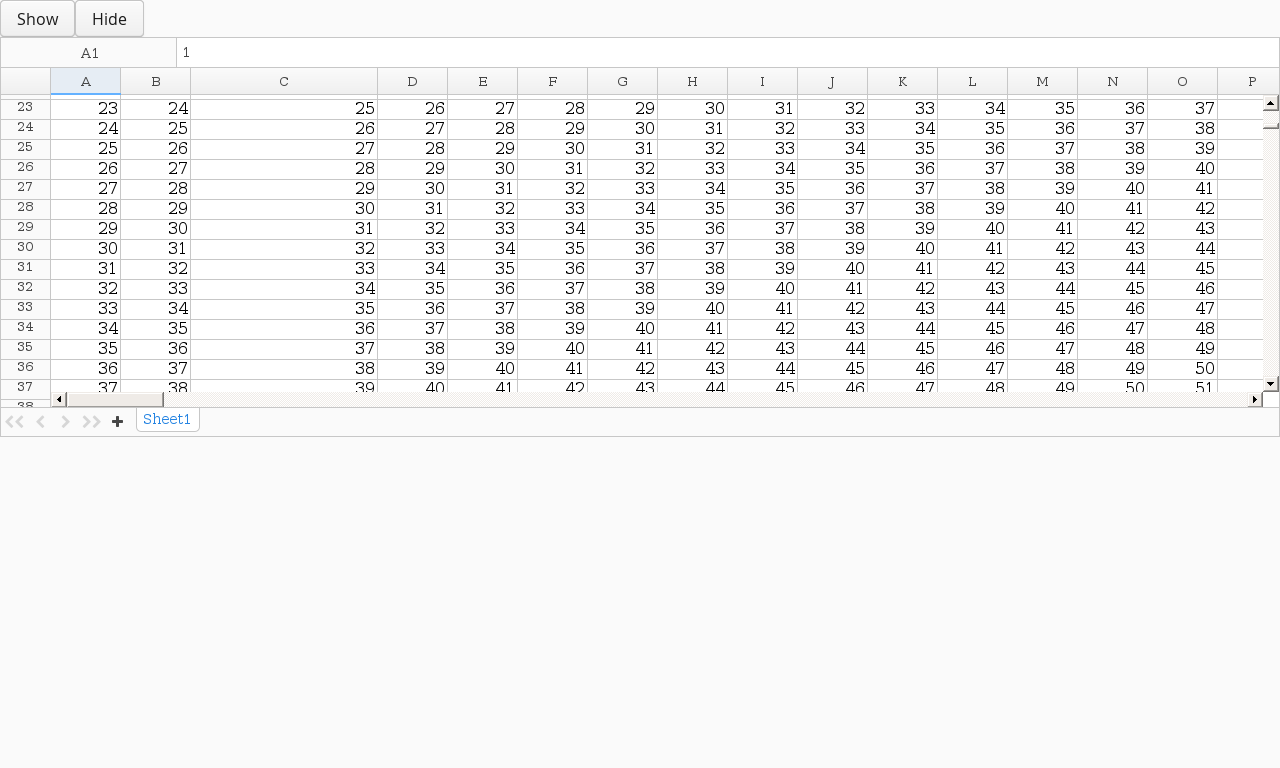 Show Hide
A1 1
A B C D E F G H I J K L M N O P
23 23 24 25 26 27 28 29 30 31 32 33 34 35 36 37
24 24 25 26 27 28 29 30 31 32 33 34 35 36 37 38
25 25 26 27 28 29 30 31 32 33 34 35 36 37 38 39
26 26 27 28 29 30 31 32 33 34 35 36 37 38 39 40
27 27 28 29 30 31 32 33 34 35 36 37 38 39 40 41
28 28 29 30 31 32 33 34 35 36 37 38 39 40 41 42
29 29 30 31 32 33 34 35 36 37 38 39 40 41 42 43
30 30 31 32 33 34 35 36 37 38 39 40 41 42 43 44
31 31 32 33 34 35 36 37 38 39 40 41 42 43 44 45
32 32 33 34 35 36 37 38 39 40 41 42 43 44 45 46
33 33 34 35 36 37 38 39 40 41 42 43 44 45 46 47
34 34 35 36 37 38 39 40 41 42 43 44 45 46 47 48
35 35 36 37 38 39 40 41 42 43 44 45 46 47 48 49
36 36 37 38 39 40 41 42 43 44 45 46 47 48 49 50
37 37 38 39 40 41 42 43 44 45 46 47 48 49 50 51
38
Sheet1